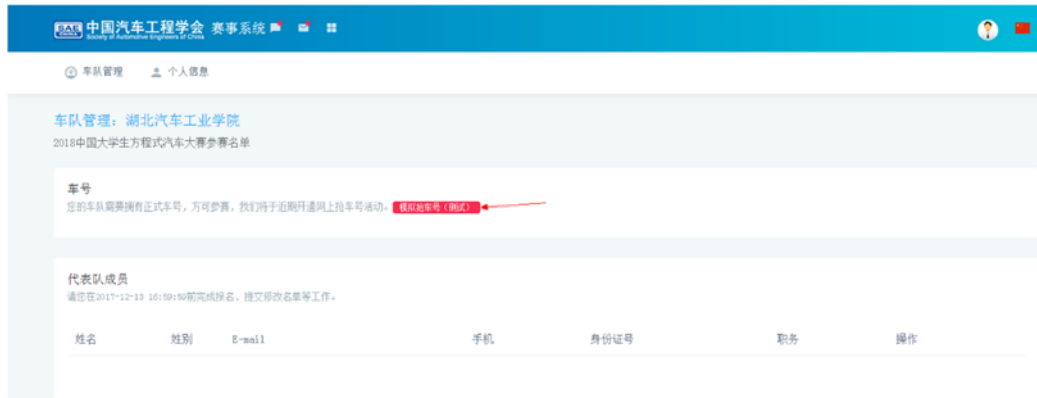 SAE 中国汽车工程学会 赛事系统
Society of Automotive Engineers of China
车队管理 个人信息
车队管理：湖北汽车工业学院
2018中国大学生方程式汽车大赛参赛名单
车号
您的车队需要拥有正式车号，方可参赛，我们将于近期开通网上抢车号活动。 模拟抢车号（测试）
代表队成员
请您在2017-12-13 16:59:59前完成报名、提交修改名单等工作。
姓名 姓别 E-mail 手机 身份证号 职务 操作